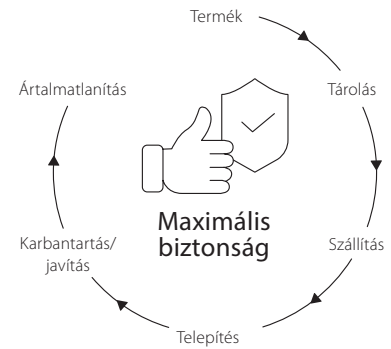 Termék
Tárolás
Szállítás
Telepítés
Karbantartás/
javítás
Ártalmatlanítás
Maximális
biztonság